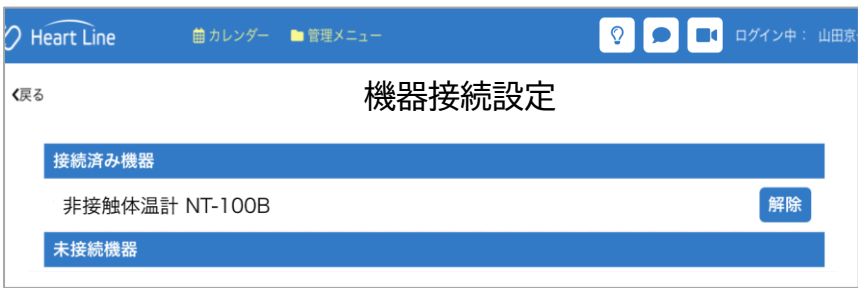 Heart Line カレンダー 管理メニュー ログイン中： 山田京
戻る
機器接続設定
接続済み機器
非接触体温計 NT-100B 解除
未接続機器